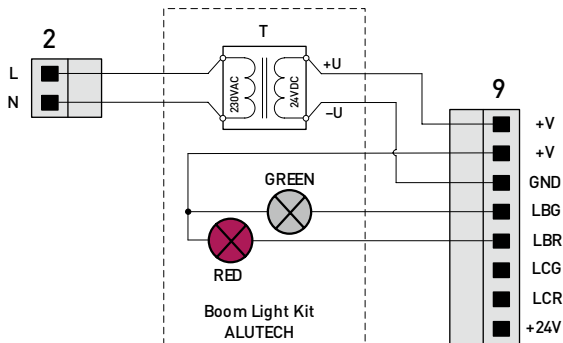 2
T
L
N
230VAC
24VDC
+U
–U
9
+V
+V
GND
LBG
LBR
LCG
LCR
+24V
GREEN
RED
Boom Light Kit
ALUTECH